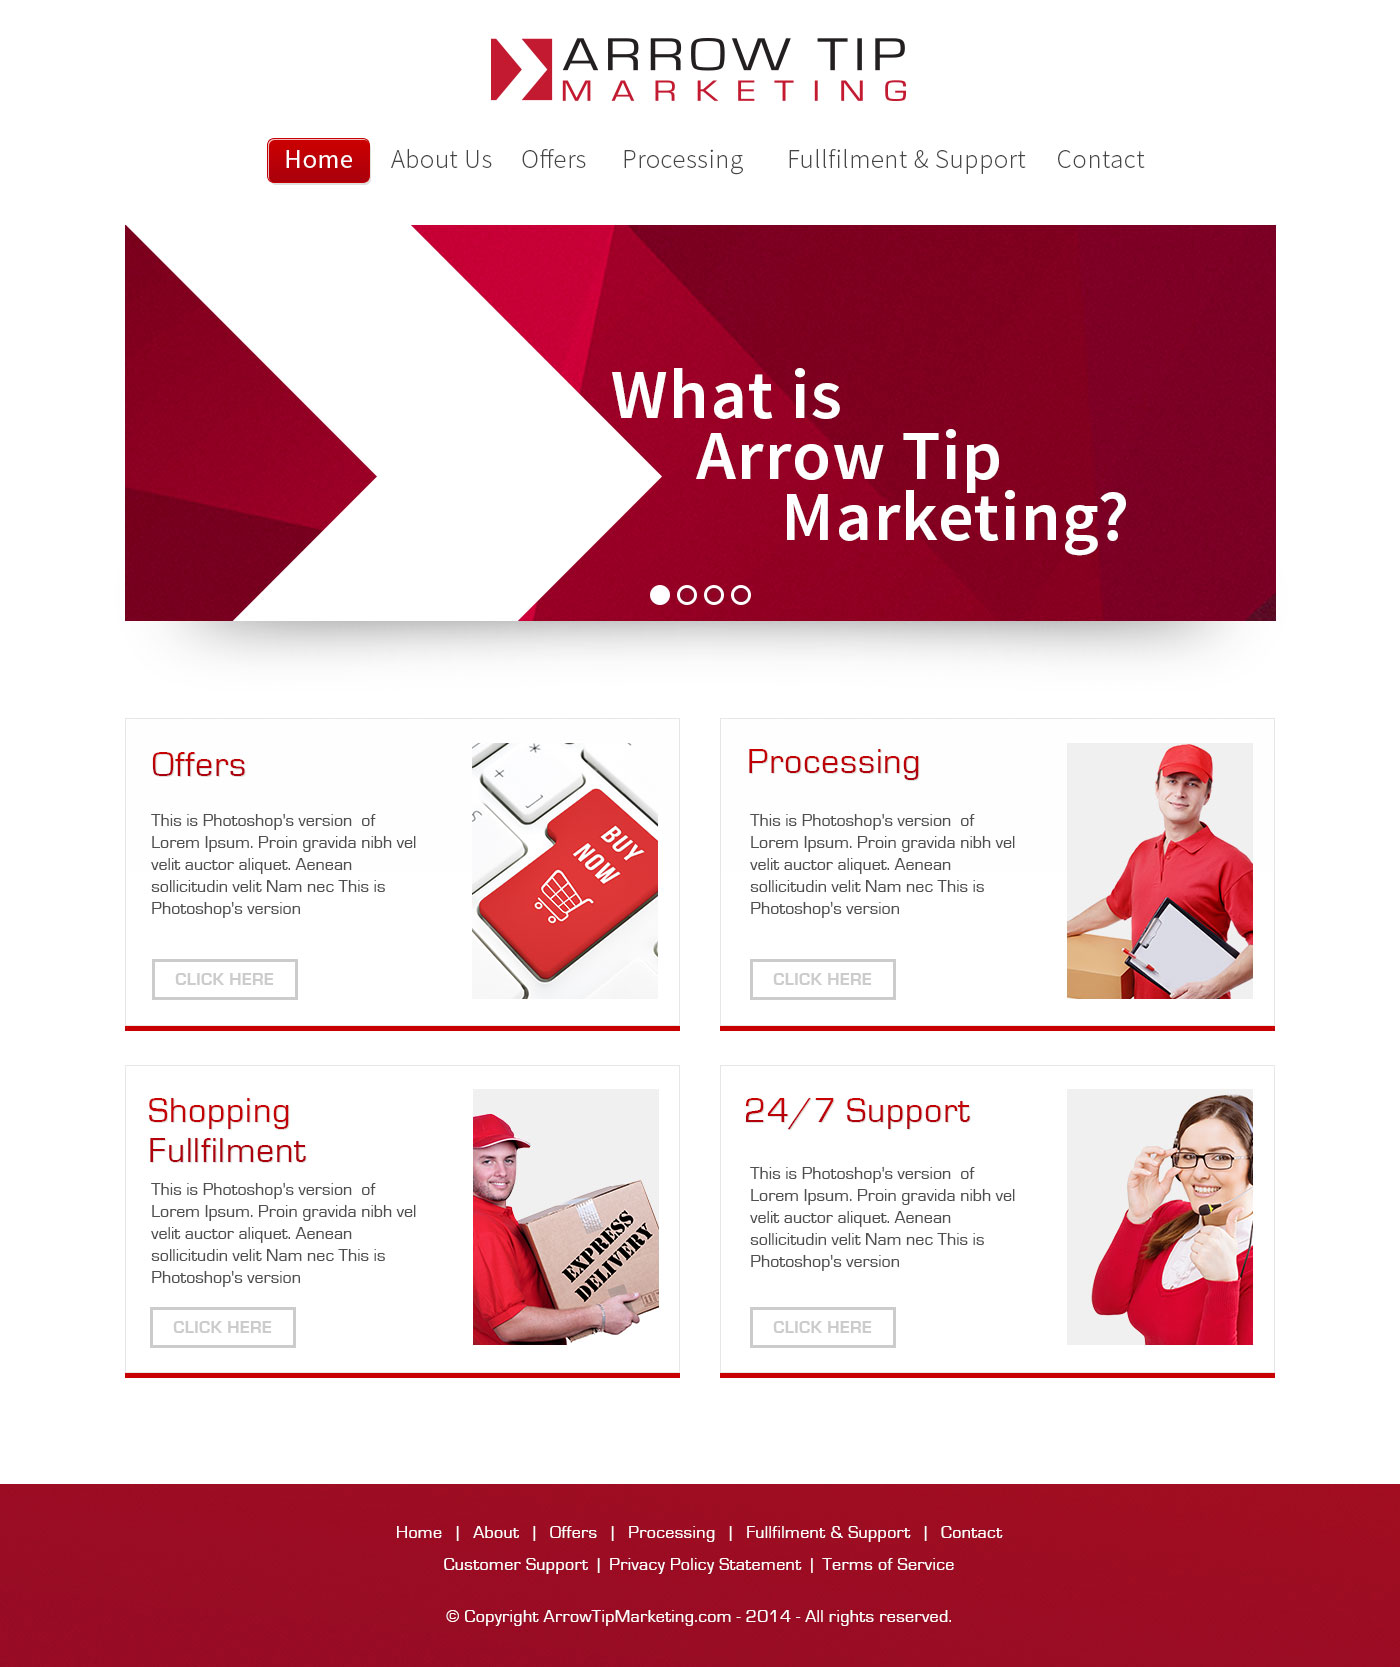 ARROW TIP
MARKETING
Home About Us Offers Processing Fullfilment & Support Contact
What is
Arrow Tip
Marketing?
Offers
This is Photoshop's version of
Lorem Ipsum. Proin gravida nibh vel
velit auctor aliquet. Aenean
sollicitudin velit Nam nec This is
Photoshop's version
CLICK HERE
BUY
NOW
Processing
This is Photoshop's version of
Lorem Ipsum. Proin gravida nibh vel
velit auctor aliquet. Aenean
sollicitudin velit Nam nec This is
Photoshop's version
CLICK HERE
Shopping
Fullfilment
This is Photoshop's version of
Lorem Ipsum. Proin gravida nibh vel
velit auctor aliquet. Aenean
sollicitudin velit Nam nec This is
Photoshop's version
CLICK HERE
EXPRESS
DELIVERY
24/7 Support
This is Photoshop's version of
Lorem Ipsum. Proin gravida nibh vel
velit auctor aliquet. Aenean
sollicitudin velit Nam nec This is
Photoshop's version
CLICK HERE
Home | About | Offers | Processing | Fullfilment & Support | Contact
Customer Support | Privacy Policy Statement | Terms of Service
© Copyright ArrowTipMarketing.com - 2014 - All rights reserved.